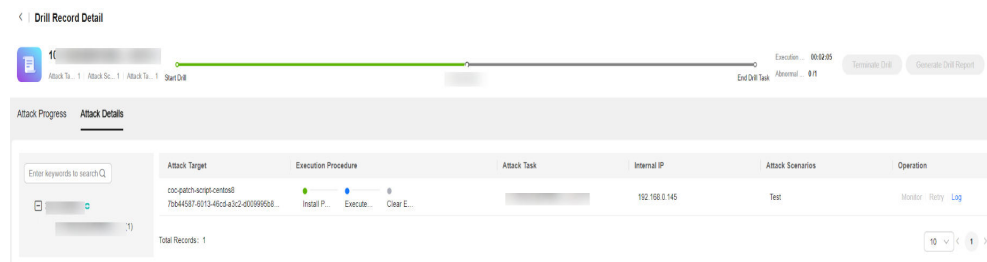 Drill Record Detail
Attack Ta... 1 Attack Sc... 1 Attack Ta... 1
Start Drill
End Drill Task
Execution ... 00:02:05
Abnormal ... 0/1
Terminate Drill
Generate Drill Report
Attack Progress
Attack Details
Enter keywords to search
(1)
Attack Target Execution Procedure Attack Task Internal IP Attack Scenarios Operation
coc-patch-script-centos8
7bb44587-6013-46cd-a3c2-d009995b8...
Install P... Execute... Clear E...
192.168.0.145
Test
Monitor Retry Log
Total Records: 1
10
1